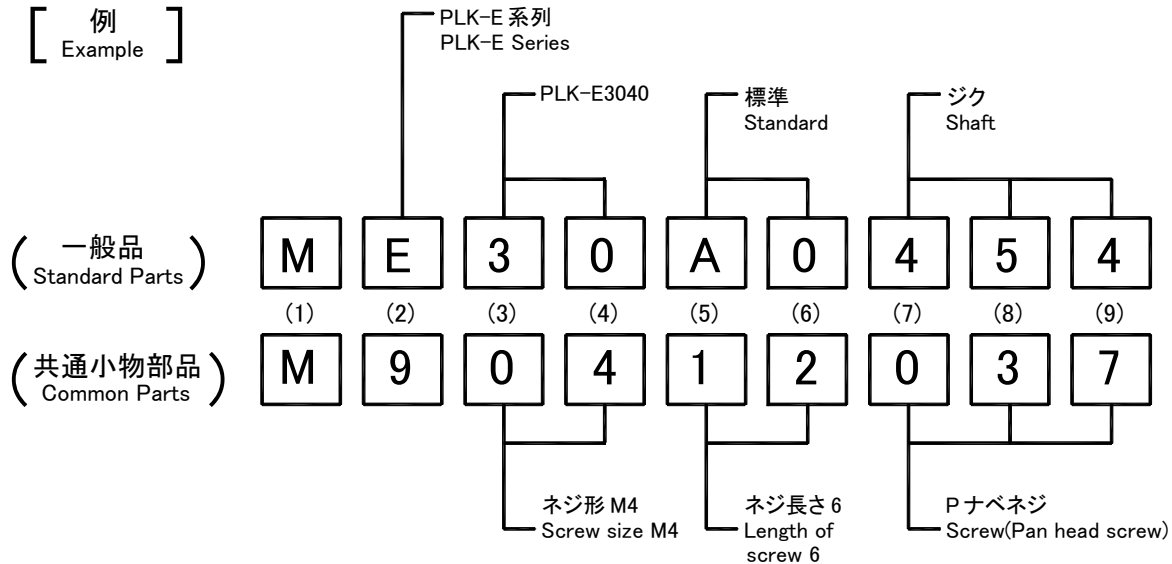 例
Example
PLK-E 系列
PLK-E Series
PLK-E3040
標準
Standard
ジク
Shaft
一般品
Standard Parts
M E 3 0 A 0 4 5 4
(1) (2) (3) (4) (5) (6) (7) (8) (9)
共通小物部品
Common Parts
M 9 0 4 1 2 0 3 7
ネジ形 M4
Screw size M4
ネジ長さ 6
Length of
screw 6
P ナベネジ
Screw(Pan head screw)